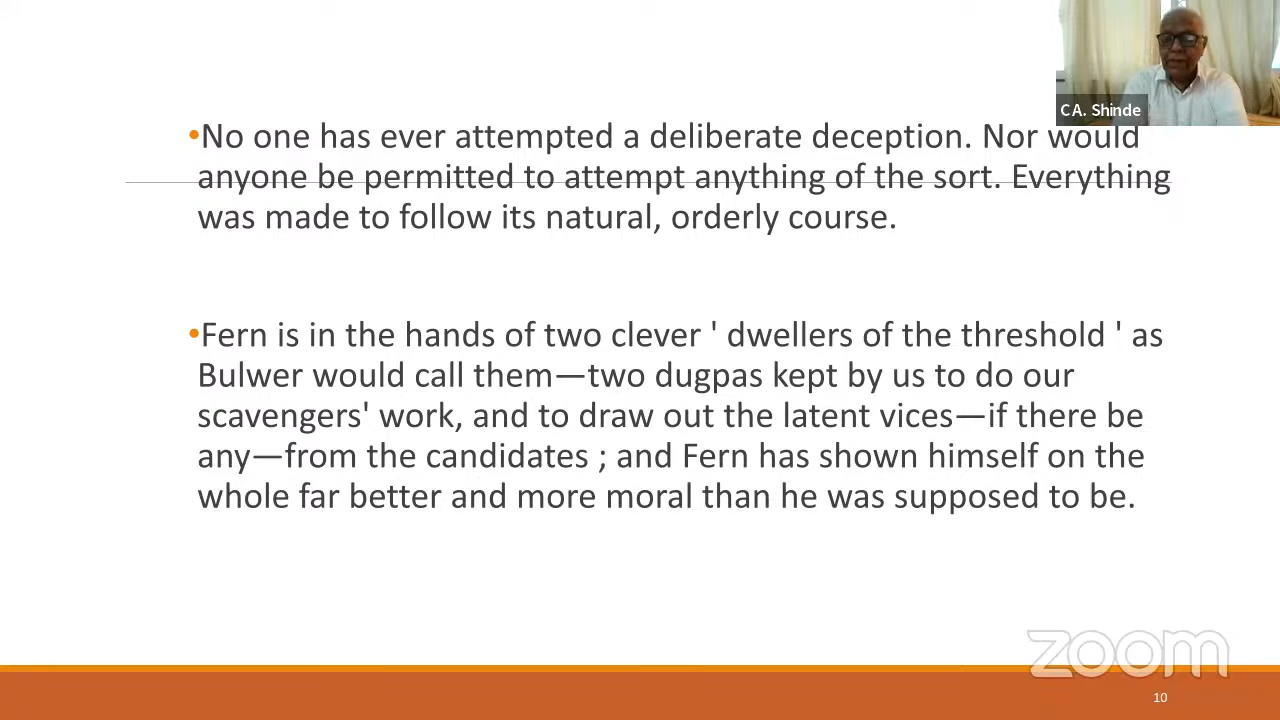 C A. Shinde
•No one has ever attempted a deliberate deception. Nor would
anyone be permitted to attempt anything of the sort. Everything
was made to follow its natural, orderly course.
•Fern is in the hands of two clever ' dwellers of the threshold ' as
Bulwer would call them—two dugpas kept by us to do our
scavengers' work, and to draw out the latent vices—if there be
any—from the candidates ; and Fern has shown himself on the
whole far better and more moral than he was supposed to be.
zoom
10